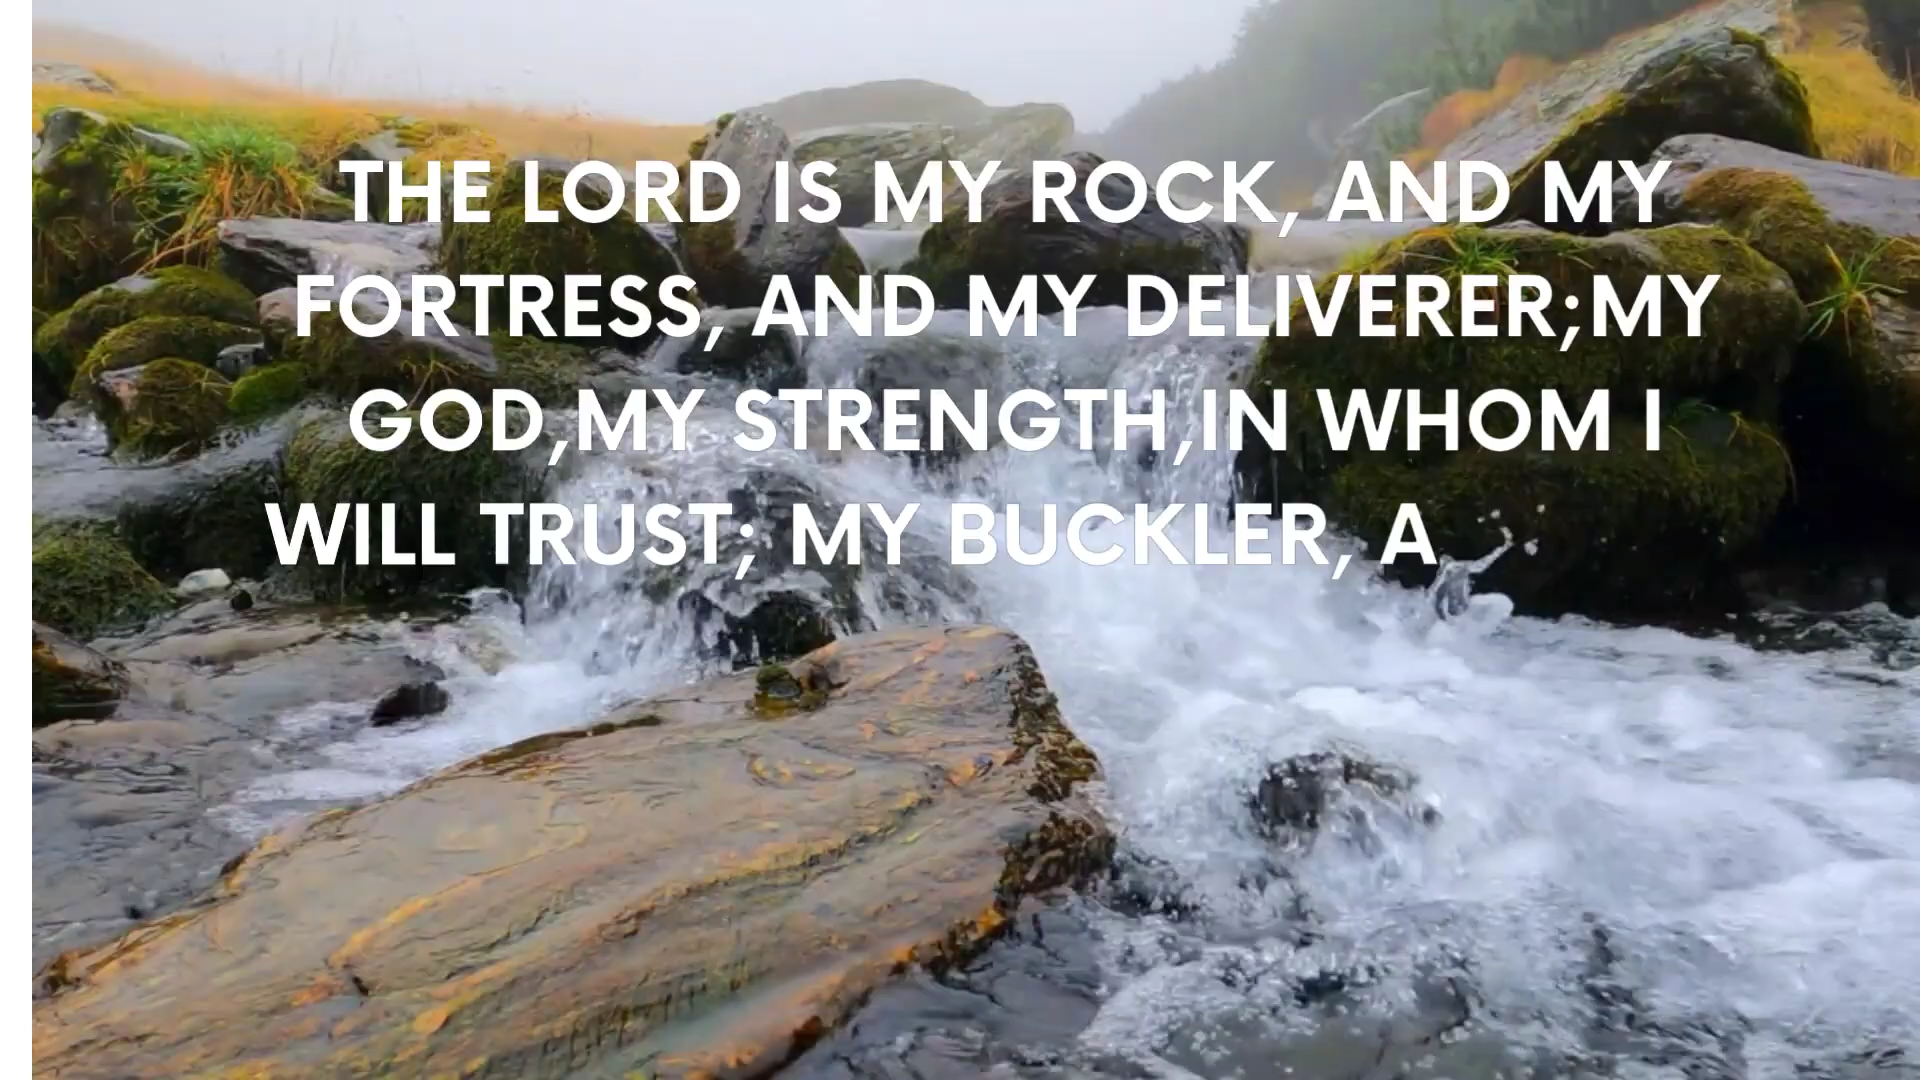 THE LORD IS MY ROCK, AND MY
FORTRESS, AND MY DELIVERER;MY
GOD,MY STRENGTH,IN WHOM I
WILL TRUST; MY BUCKLER, A